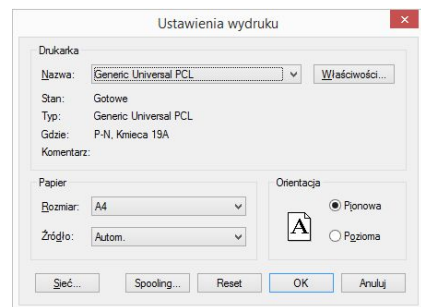 Ustawienia wydruku
Drukarka
Nazwa: Generic Universal PCL Właściwości...
Stan: Gotowe
Typ: Generic Universal PCL
Gdzie: P-N, Kmieca 19A
Komentarz:
Papier
Rozmiar: A4
Źródło: Autom.
Orientacja
A
Pionowa
Pozioma
Sieć... Spooling... Reset OK Anuluj